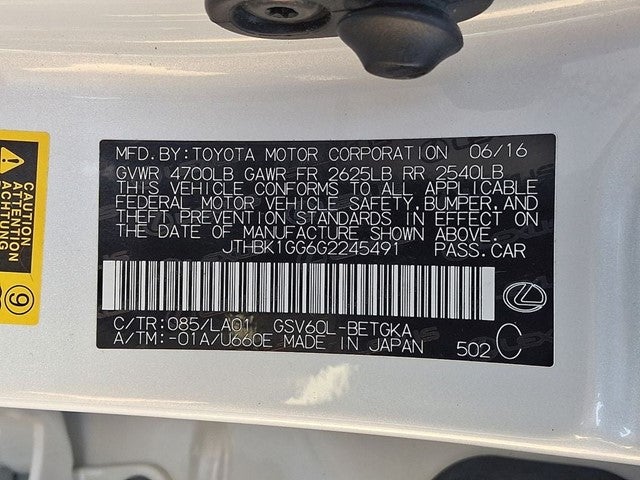 MFD.BY:TOYOTA MOTOR CORPORATION 06/16
GVWR 4700LB GAWR FR 2625LB RR 2540LB
THIS VEHICLE CONFORMS TO ALL APPLICABLE
FEDERAL MOTOR VEHICLE SAFETY,BUMPER,AND
THEFT PREVENTION STANDARDS IN EFFECT ON
THE DATE OF MANUFACTURE SHOWN ABOVE.
JTHBK1GG6G2245491 PASS.CAR
C/TR:085/LA01 GSV60L-BETGKA
A/TM:-01A/U660E MADE IN JAPAN 502 C
CAUTION
ATTENTION
ACHTUNG
9